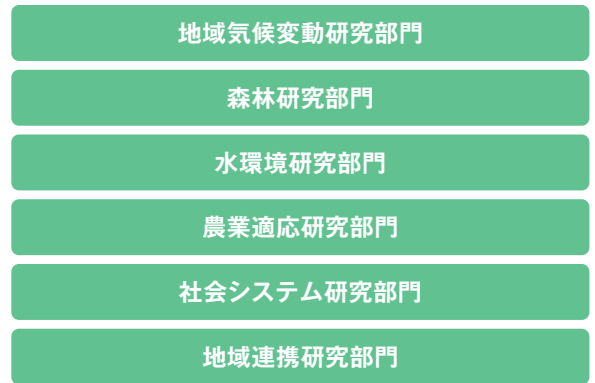 地域気候変動研究部門
森林研究部門
水環境研究部門
農業適応研究部門
社会システム研究部門
地域連携研究部門